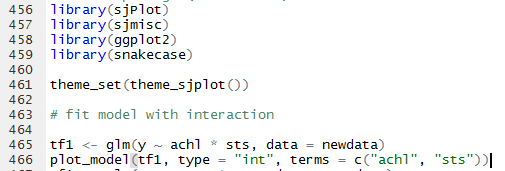 456 library(sjPlot)
457 library(sjmisc)
458 library(ggplot2)
459 library(snakecase)
460
461 theme_set(theme_sjplot())
462
463 # fit model with interaction
464
465 tf1 <- glm(y ~ achl * sts, data = newdata)
466 plot_model(tf1, type = "int", terms = c("achl", "sts"))